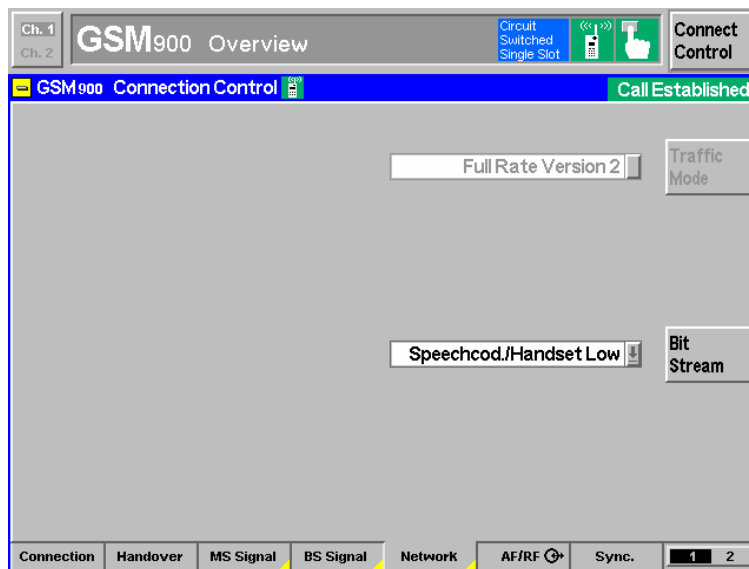 Ch. 1
Ch. 2
GSM900 Overview
Circuit
Switched
Single Slot
Connect
Control
GSM900 Connection Control
Call Established
Full Rate Version 2
Traffic
Mode
Speechcod./Handset Low
Bit
Stream
Connection Handover MS Signal BS Signal Network AF/RF Sync. 1 2